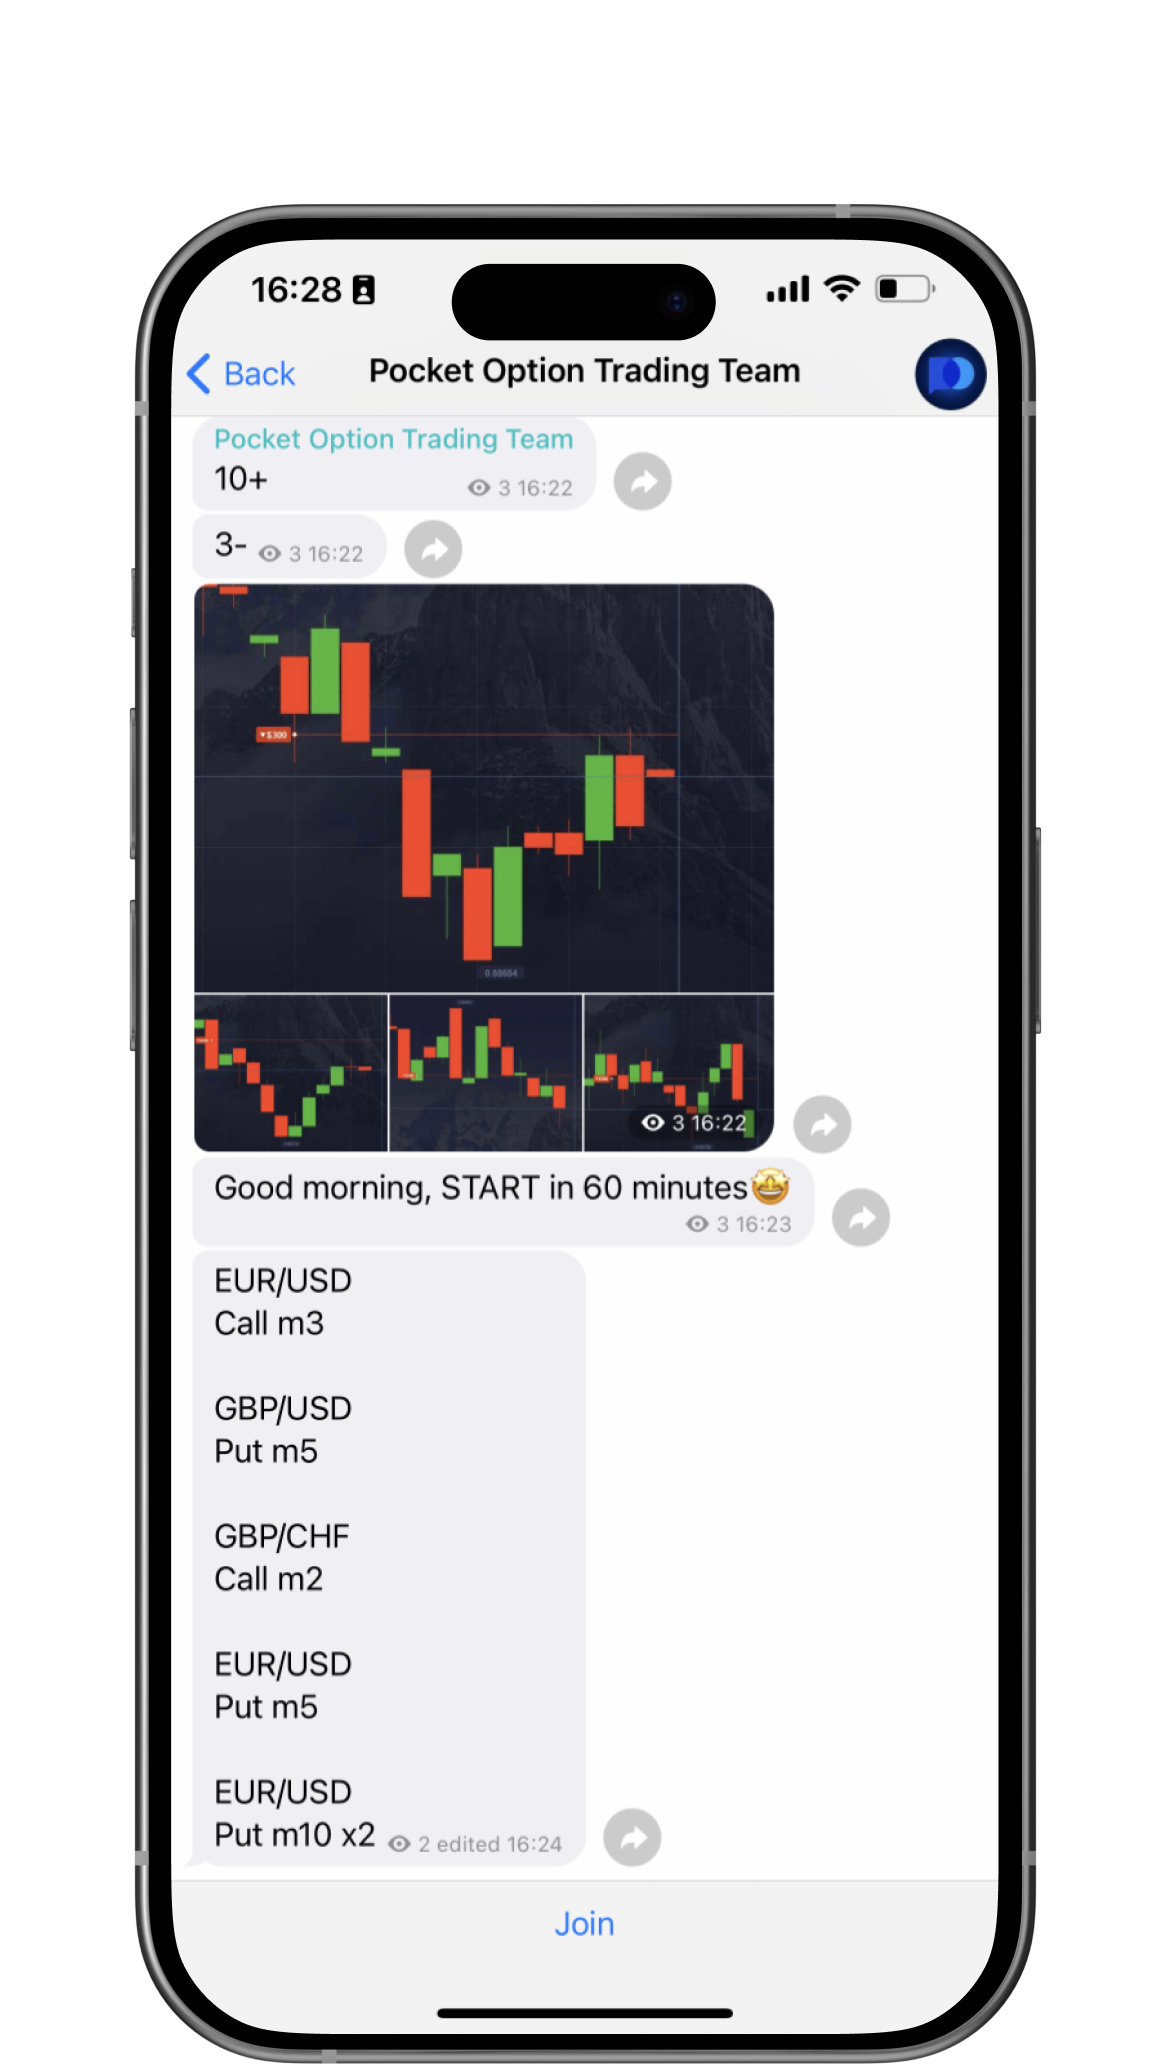 16:28
Back
Pocket Option Trading Team
Pocket Option Trading Team
10+
3 16:22
3-
3 16:22
$300
0.88664
3 16:22
Good morning, START in 60 minutes🤩
3 16:23
EUR/USD
Call m3
GBP/USD
Put m5
GBP/CHF
Call m2
EUR/USD
Put m5
EUR/USD
Put m10 x2
2 edited 16:24
Join